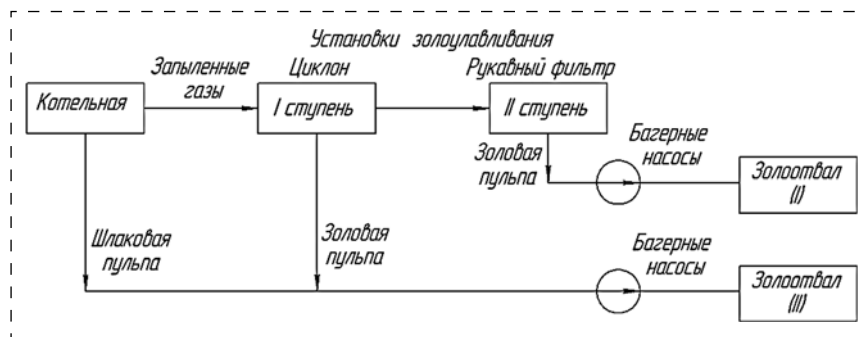 Установки золоулавливания
Запыленные
газы
Циклон
Рукавный фильтр
Котельная
I ступень
II ступень
Золовая
пульпа
Багерные
насосы
Золоотвал
(I)
Шлаковая
пульпа
Золовая
пульпа
Багерные
насосы
Золоотвал
(II)